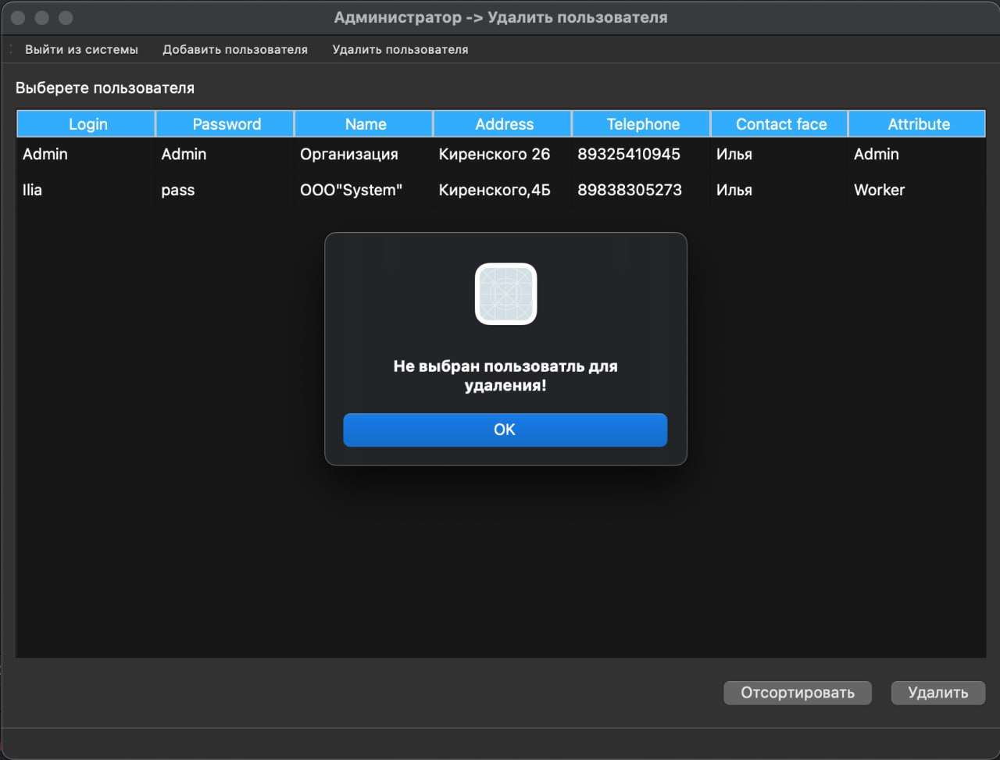 Администратор -> Удалить пользователя
Выйти из системы Добавить пользователя Удалить пользователя
Выберете пользователя
Login Password Name Address Telephone Contact face Attribute
Admin Admin Организация Киренского 26 89325410945 Илья Admin
Ilia pass ООО"System" Киренского,4Б 89838305273 Илья Worker
Не выбран пользоватль для
удаления!
OK
Отсортировать Удалить